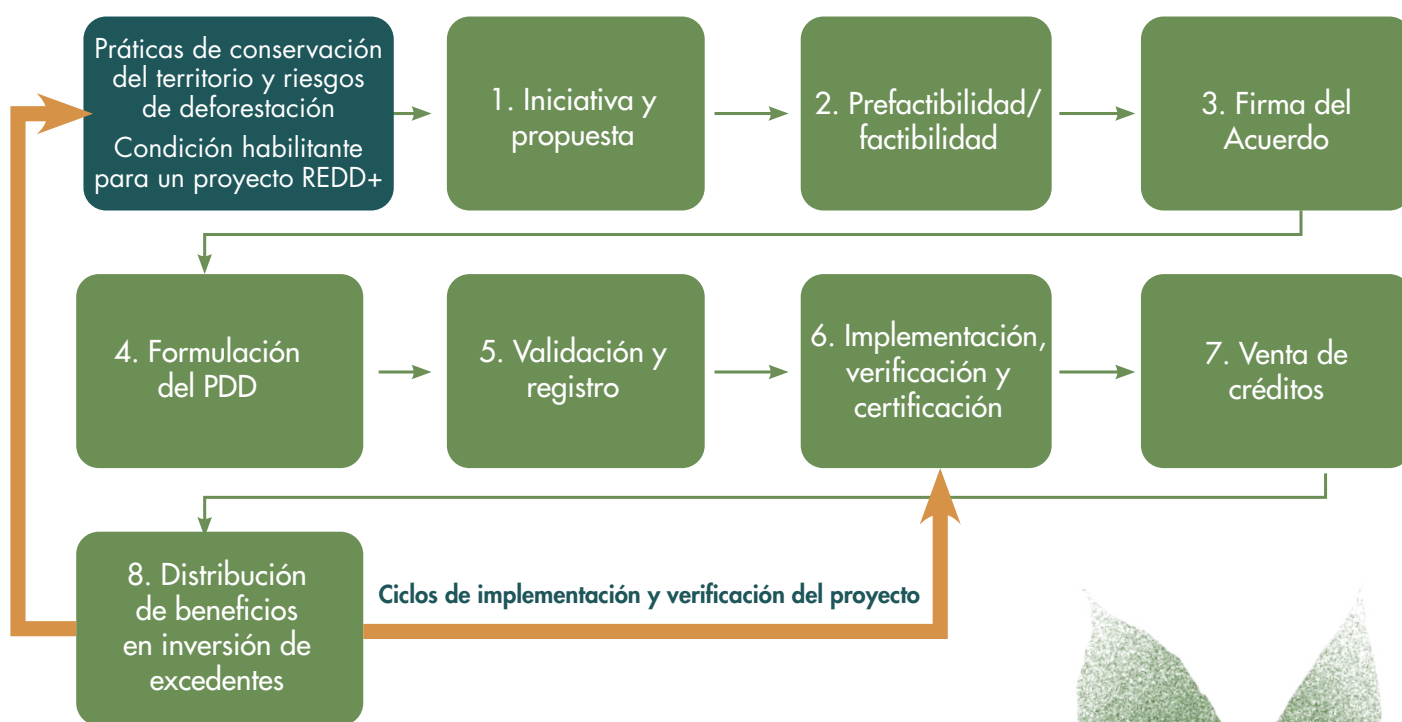 Práticas de conservación
del territorio y riesgos
de deforestación
Condición habilitante
para un proyecto REDD+
1. Iniciativa y
propuesta
2. Prefactibilidad/
factibilidad
3. Firma del
Acuerdo
4. Formulación
del PDD
5. Validación y
registro
6. Implementación,
verificación y
certificación
7. Venta de
créditos
8. Distribución
de beneficios
en inversión de
excedentes
Ciclos de implementación y verificación del proyecto